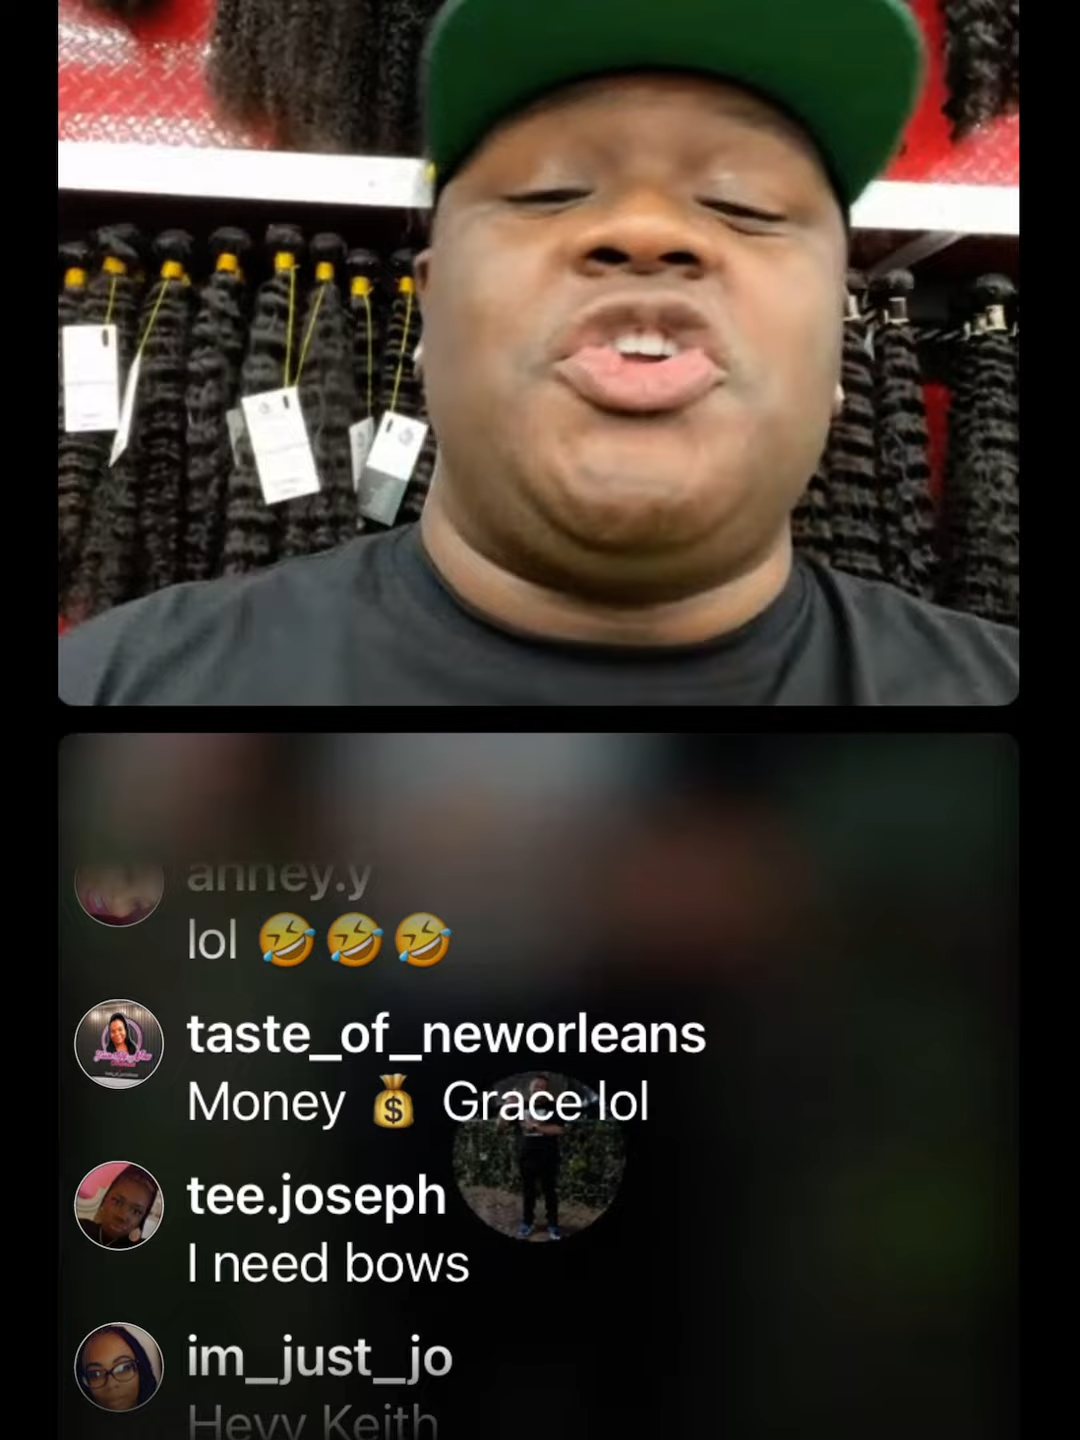 anney.y
lol 🤣🤣🤣
taste_of_neworleans
Money 💰 Grace lol
tee.joseph
I need bows
im_just_jo
Hevy Keith